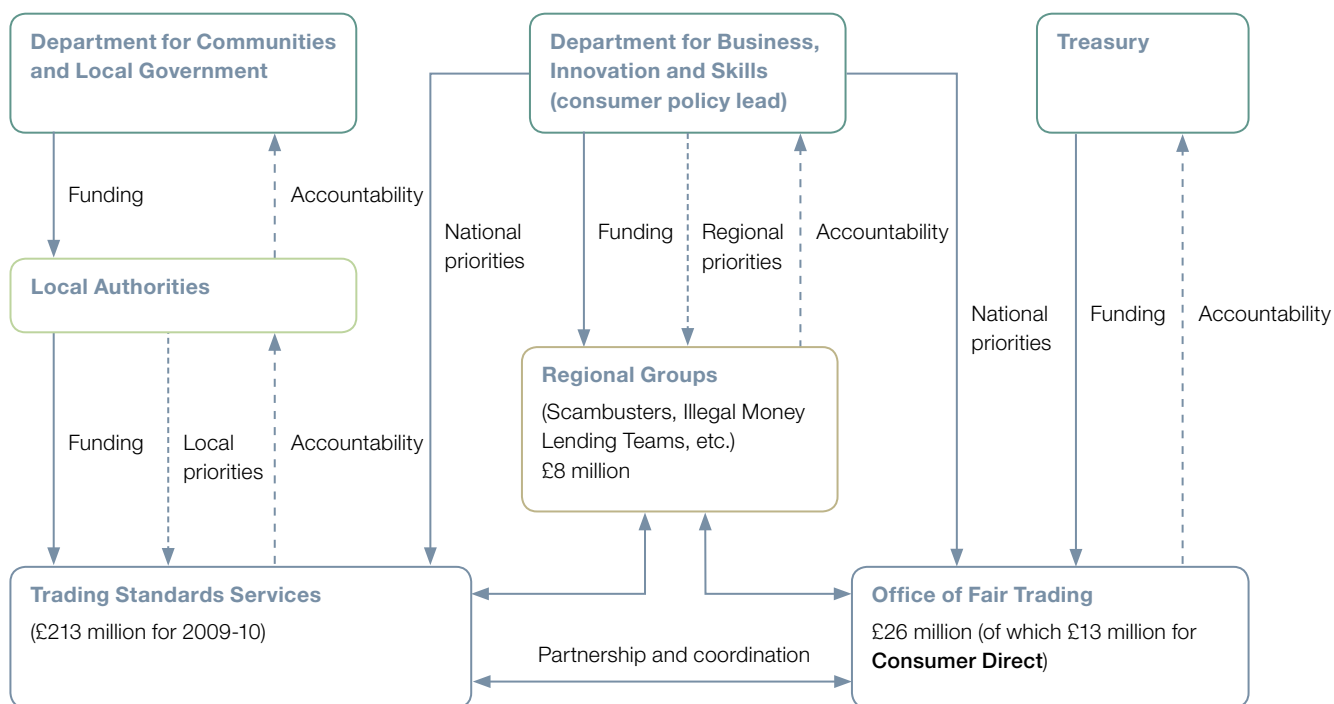 Department for Communities
and Local Government
Department for Business,
Innovation and Skills
(consumer policy lead)
Treasury
Funding
Accountability
National
priorities
Funding
Regional
priorities
Accountability
National
priorities
Funding
Accountability
Local Authorities
Funding
Local
priorities
Accountability
Regional Groups
(Scambusters, Illegal Money
Lending Teams, etc.)
£8 million
Trading Standards Services
(£213 million for 2009-10)
Partnership and coordination
Office of Fair Trading
£26 million (of which £13 million for
Consumer Direct)